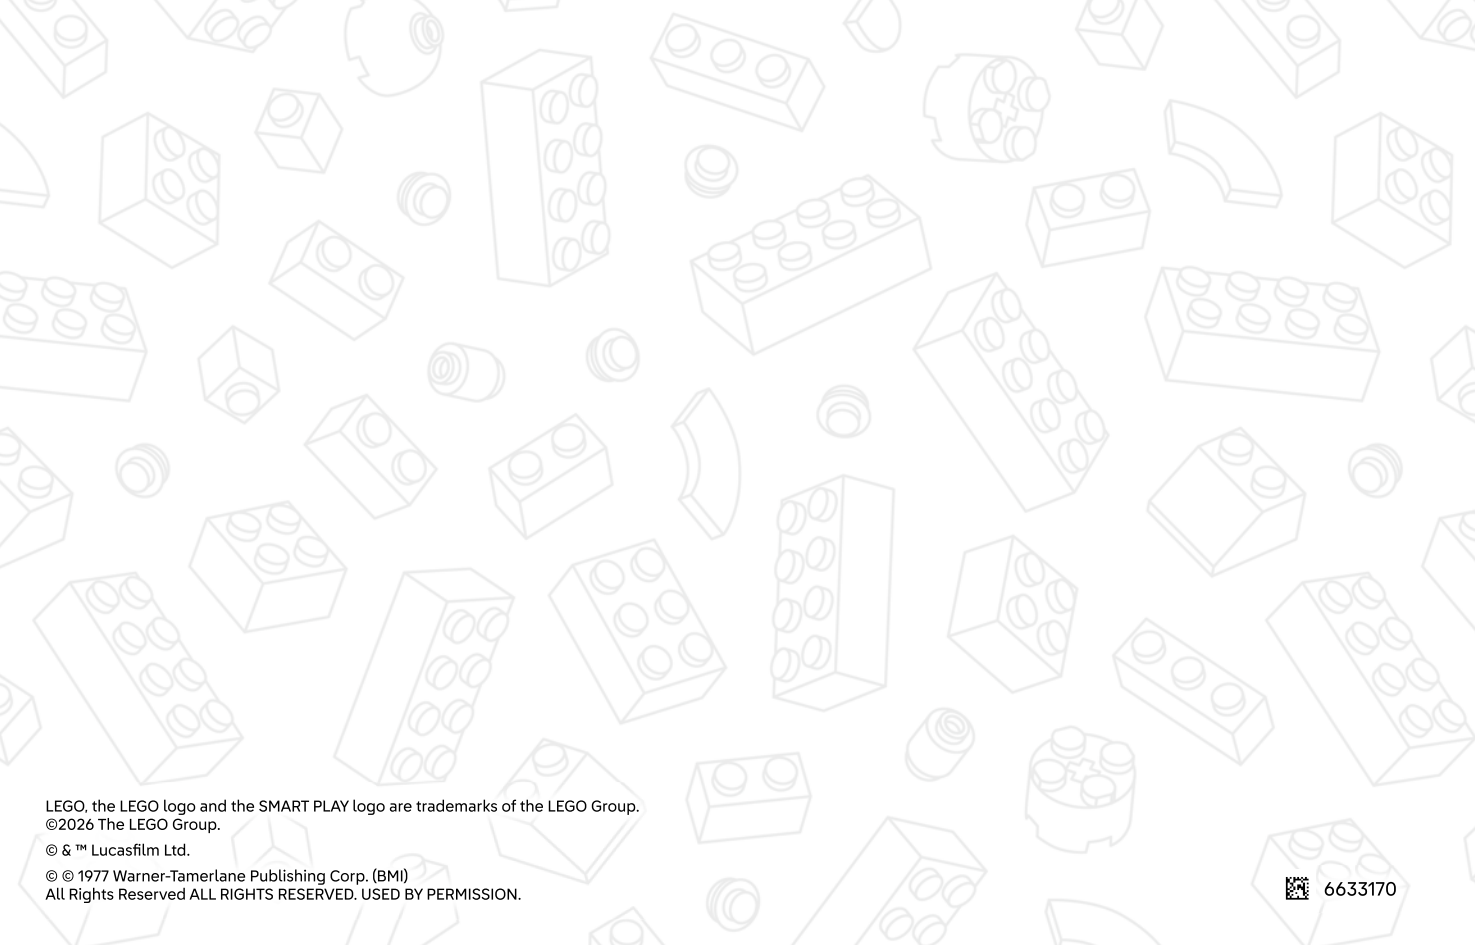 LEGO, the LEGO logo and the SMART PLAY logo are trademarks of the LEGO Group.
©2026 The LEGO Group.
© & ™ Lucasfilm Ltd.
© © 1977 Warner-Tamerlane Publishing Corp. (BMI)
All Rights Reserved ALL RIGHTS RESERVED. USED BY PERMISSION.
6633170